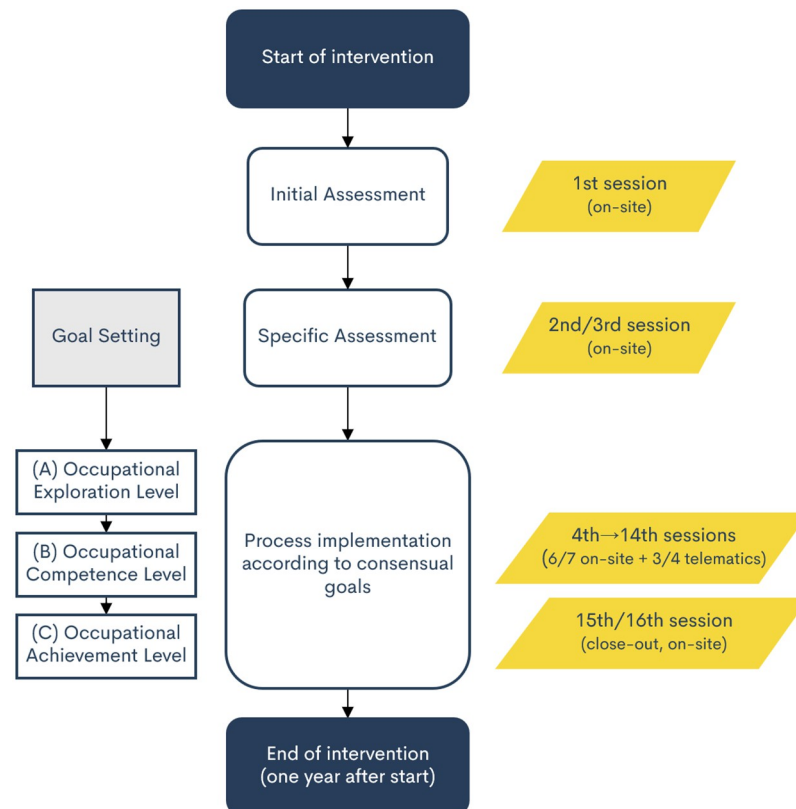 Start of intervention
Initial Assessment
1st session
(on-site)
Goal Setting
Specific Assessment
2nd/3rd session
(on-site)
(A) Occupational
Exploration Level
(B) Occupational
Competence Level
(C) Occupational
Achievement Level
Process implementation
according to consensual
goals
4th→14th sessions
(6/7 on-site + 3/4 telematics)
15th/16th session
(close-out, on-site)
End of intervention
(one year after start)